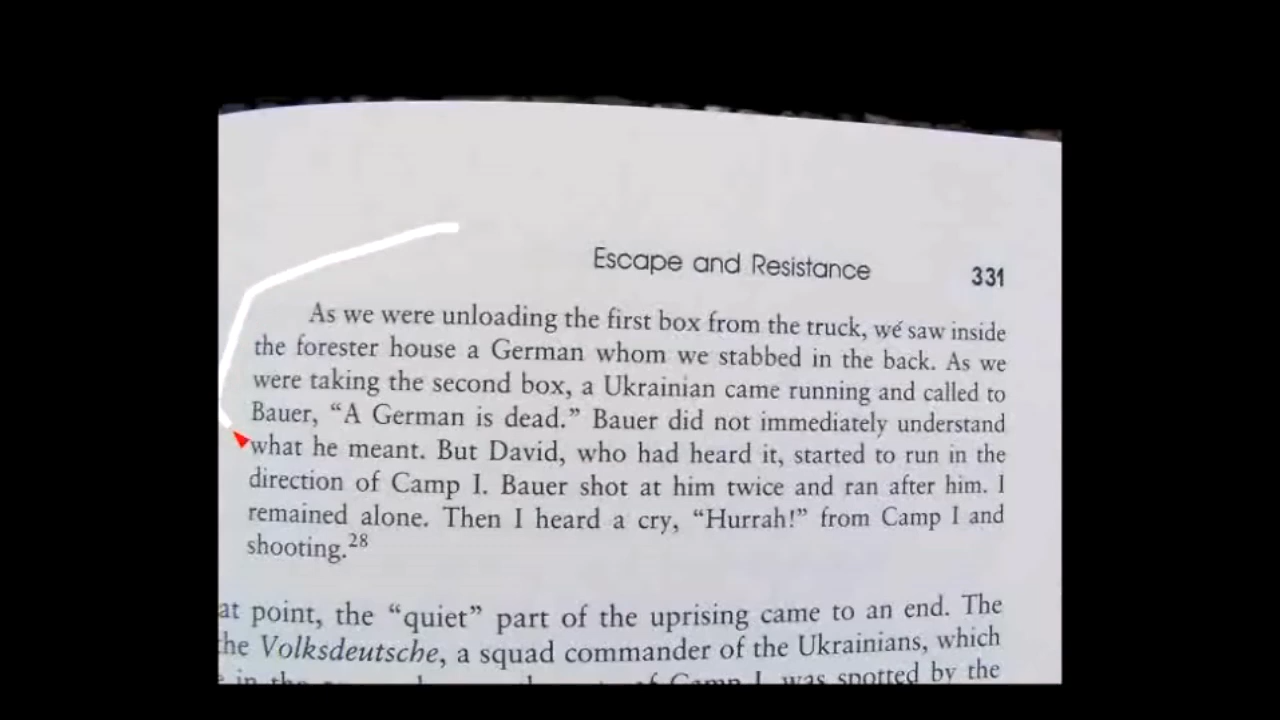 Escape and Resistance 331
As we were unloading the first box from the truck, we saw inside
the forester house a German whom we stabbed in the back. As we
were taking the second box, a Ukrainian came running and called to
Bauer, “A German is dead.” Bauer did not immediately understand
what he meant. But David, who had heard it, started to run in the
direction of Camp I. Bauer shot at him twice and ran after him. I
remained alone. Then I heard a cry, “Hurrah!” from Camp I and
shooting.28
at point, the “quiet” part of the uprising came to an end. The
the Volksdeutsche, a squad commander of the Ukrainians, which
in the of Camp I, was spotted by the